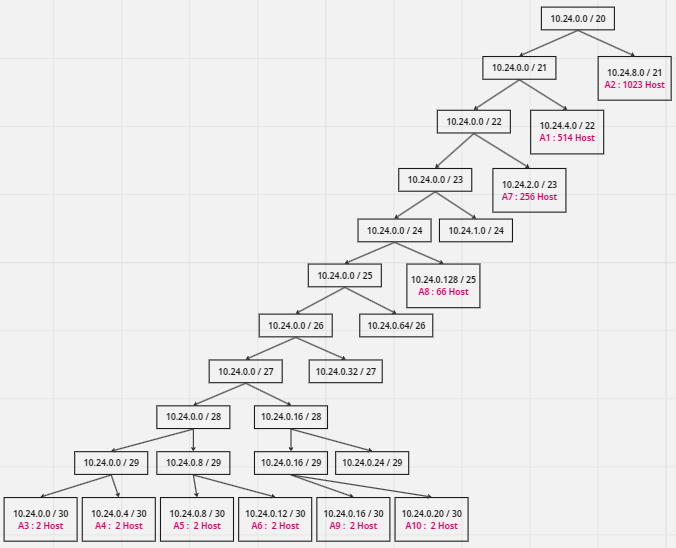 10.24.0.0 / 20
10.24.0.0 / 21
10.24.8.0 / 21
A2 : 1023 Host
10.24.0.0 / 22
10.24.4.0 / 22
A1 : 514 Host
10.24.0.0 / 23
10.24.2.0 / 23
A7 : 256 Host
10.24.0.0 / 24
10.24.1.0 / 24
10.24.0.0 / 25
10.24.0.128 / 25
A8 : 66 Host
10.24.0.0 / 26
10.24.0.64/ 26
10.24.0.0 / 27
10.24.0.32 / 27
10.24.0.0 / 28
10.24.0.16 / 28
10.24.0.0 / 29
10.24.0.8 / 29
10.24.0.16 / 29
10.24.0.24 / 29
10.24.0.0 / 30
A3 : 2 Host
10.24.0.4 / 30
A4 : 2 Host
10.24.0.8 / 30
A5 : 2 Host
10.24.0.12 / 30
A6 : 2 Host
10.24.0.16 / 30
A9 : 2 Host
10.24.0.20 / 30
A10 : 2 Host